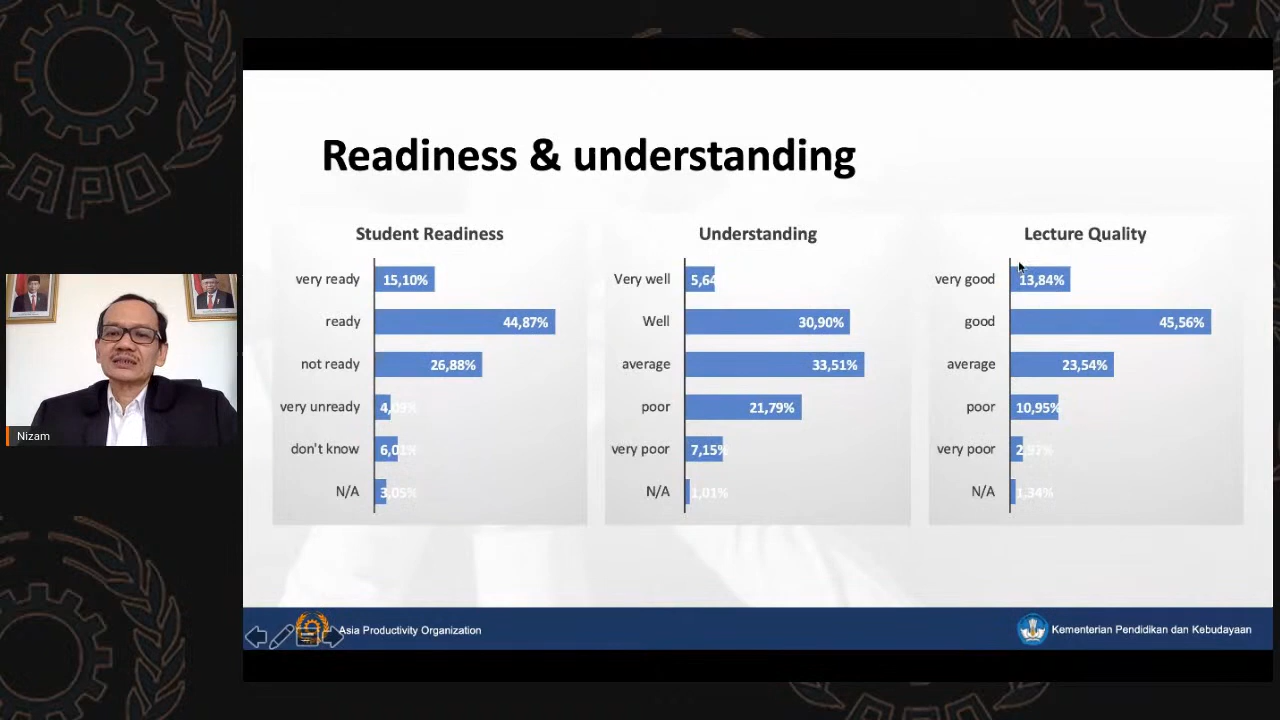 APO
Readiness & understanding
Student Readiness
very ready 15,10%
ready 44,87%
not ready 26,88%
very unready 4,09%
don't know 6,01%
N/A 3,05%
Understanding
Very well 5,64
Well 30,90%
average 33,51%
poor 21,79%
very poor 7,15%
N/A 1,01%
Lecture Quality
very good 13,84%
good 45,56%
average 23,54%
poor 10,95%
very poor
N/A 1,34%
Nizam
Asia Productivity Organization
Kementerian Pendidikan dan Kebudayaan